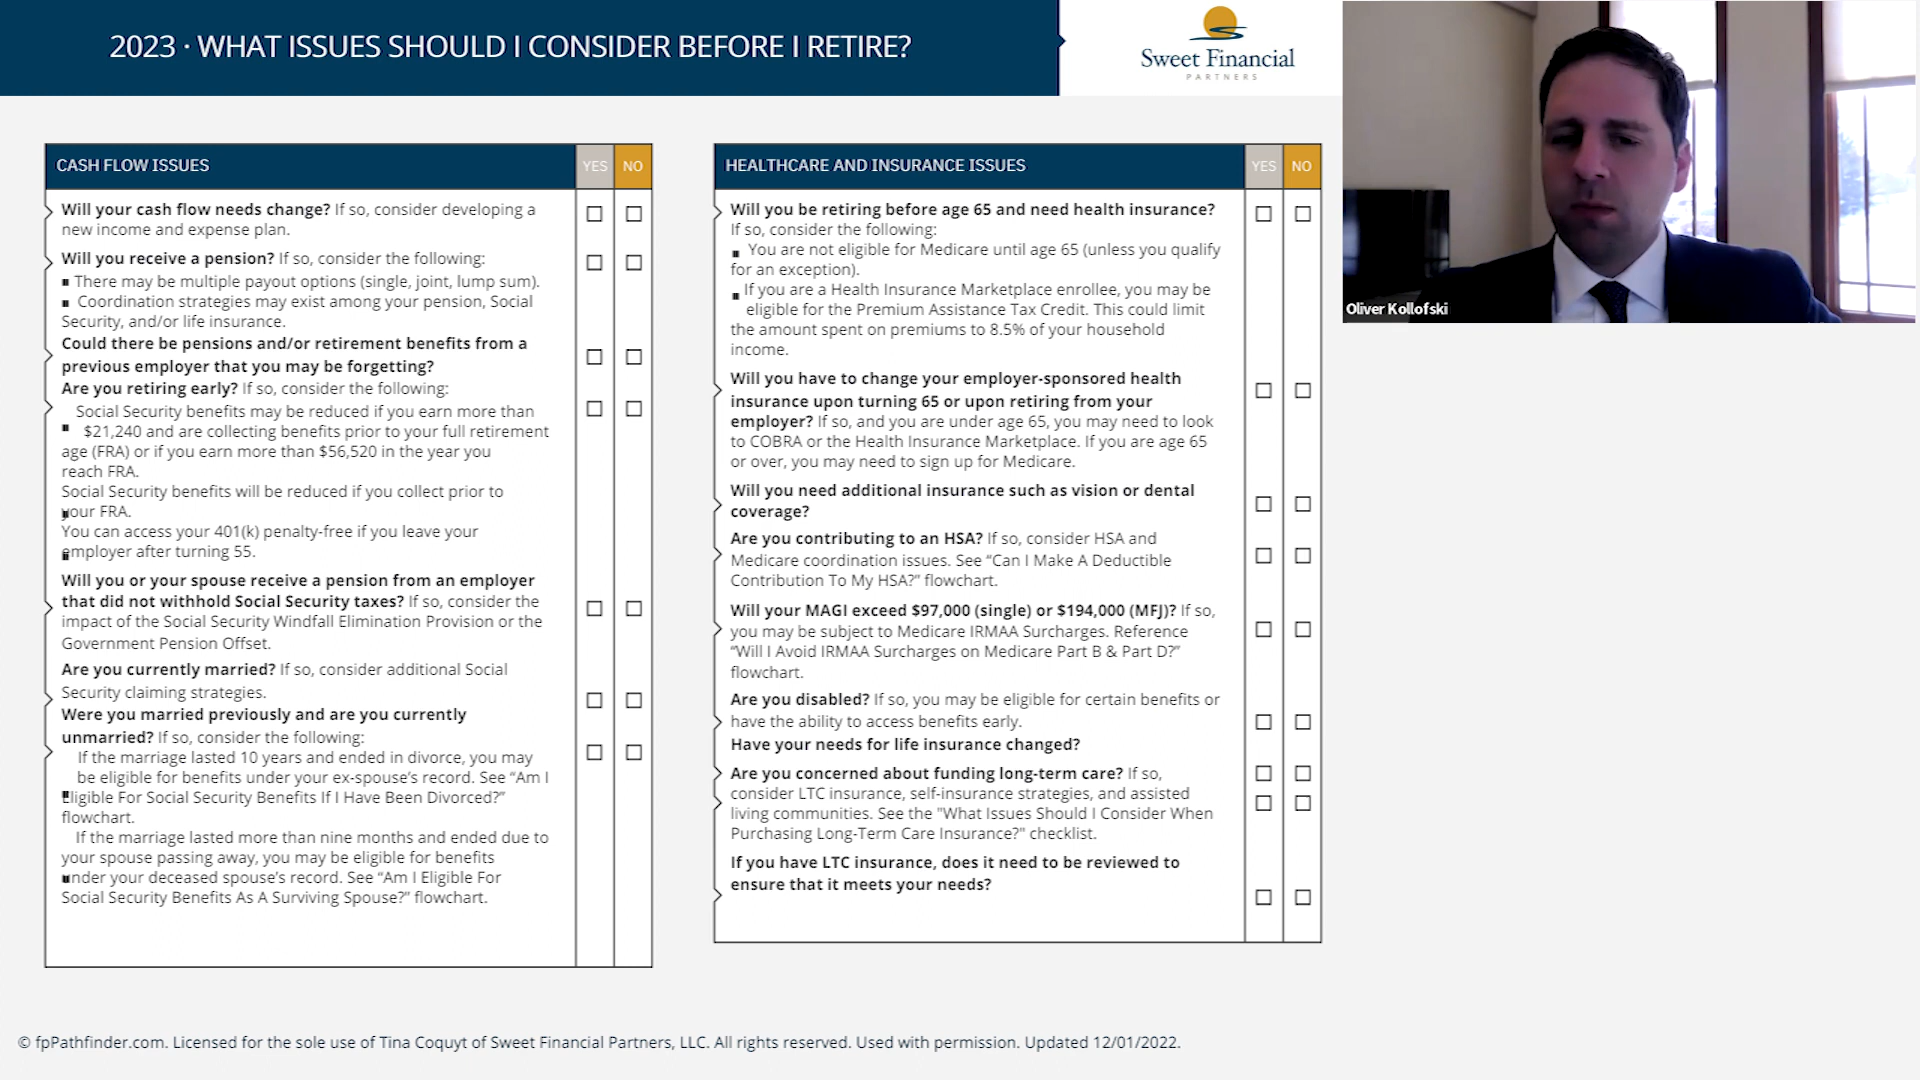 2023 · WHAT ISSUES SHOULD I CONSIDER BEFORE I RETIRE?
Sweet Financial
PARTNERS
CASH FLOW ISSUES
YES
NO
Will your cash flow needs change? If so, consider developing a
new income and expense plan.
Will you receive a pension? If so, consider the following:
▪ There may be multiple payout options (single, joint, lump sum).
▪ Coordination strategies may exist among your pension, Social
Security, and/or life insurance.
Could there be pensions and/or retirement benefits from a
previous employer that you may be forgetting?
Are you retiring early? If so, consider the following:
Social Security benefits may be reduced if you earn more than
▪ $21,240 and are collecting benefits prior to your full retirement
age (FRA) or if you earn more than $56,520 in the year you
reach FRA.
Social Security benefits will be reduced if you collect prior to
your FRA.
You can access your 401(k) penalty-free if you leave your
employer after turning 55.
Will you or your spouse receive a pension from an employer
that did not withhold Social Security taxes? If so, consider the
impact of the Social Security Windfall Elimination Provision or the
Government Pension Offset.
Are you currently married? If so, consider additional Social
Security claiming strategies.
Were you married previously and are you currently
unmarried? If so, consider the following:
If the marriage lasted 10 years and ended in divorce, you may
be eligible for benefits under your ex-spouse's record. See “Am I
Eligible For Social Security Benefits If I Have Been Divorced?”
flowchart.
If the marriage lasted more than nine months and ended due to
your spouse passing away, you may be eligible for benefits
under your deceased spouse's record. See “Am I Eligible For
Social Security Benefits As A Surviving Spouse?” flowchart.
HEALTHCARE AND INSURANCE ISSUES
YES
NO
Will you be retiring before age 65 and need health insurance?
If so, consider the following:
▪ You are not eligible for Medicare until age 65 (unless you qualify
for an exception).
▪ If you are a Health Insurance Marketplace enrollee, you may be
eligible for the Premium Assistance Tax Credit. This could limit
the amount spent on premiums to 8.5% of your household
income.
Will you have to change your employer-sponsored health
insurance upon turning 65 or upon retiring from your
employer? If so, and you are under age 65, you may need to look
to COBRA or the Health Insurance Marketplace. If you are age 65
or over, you may need to sign up for Medicare.
Will you need additional insurance such as vision or dental
coverage?
Are you contributing to an HSA? If so, consider HSA and
Medicare coordination issues. See “Can I Make A Deductible
Contribution To My HSA?” flowchart.
Will your MAGI exceed $97,000 (single) or $194,000 (MFJ)? If so,
you may be subject to Medicare IRMAA Surcharges. Reference
“Will I Avoid IRMAA Surcharges on Medicare Part B & Part D?”
flowchart.
Are you disabled? If so, you may be eligible for certain benefits or
have the ability to access benefits early.
Have your needs for life insurance changed?
Are you concerned about funding long-term care? If so,
consider LTC insurance, self-insurance strategies, and assisted
living communities. See the "What Issues Should I Consider When
Purchasing Long-Term Care Insurance?" checklist.
If you have LTC insurance, does it need to be reviewed to
ensure that it meets your needs?
Oliver Kollofski
© fpPathfinder.com. Licensed for the sole use of Tina Coquyt of Sweet Financial Partners, LLC. All rights reserved. Used with permission. Updated 12/01/2022.